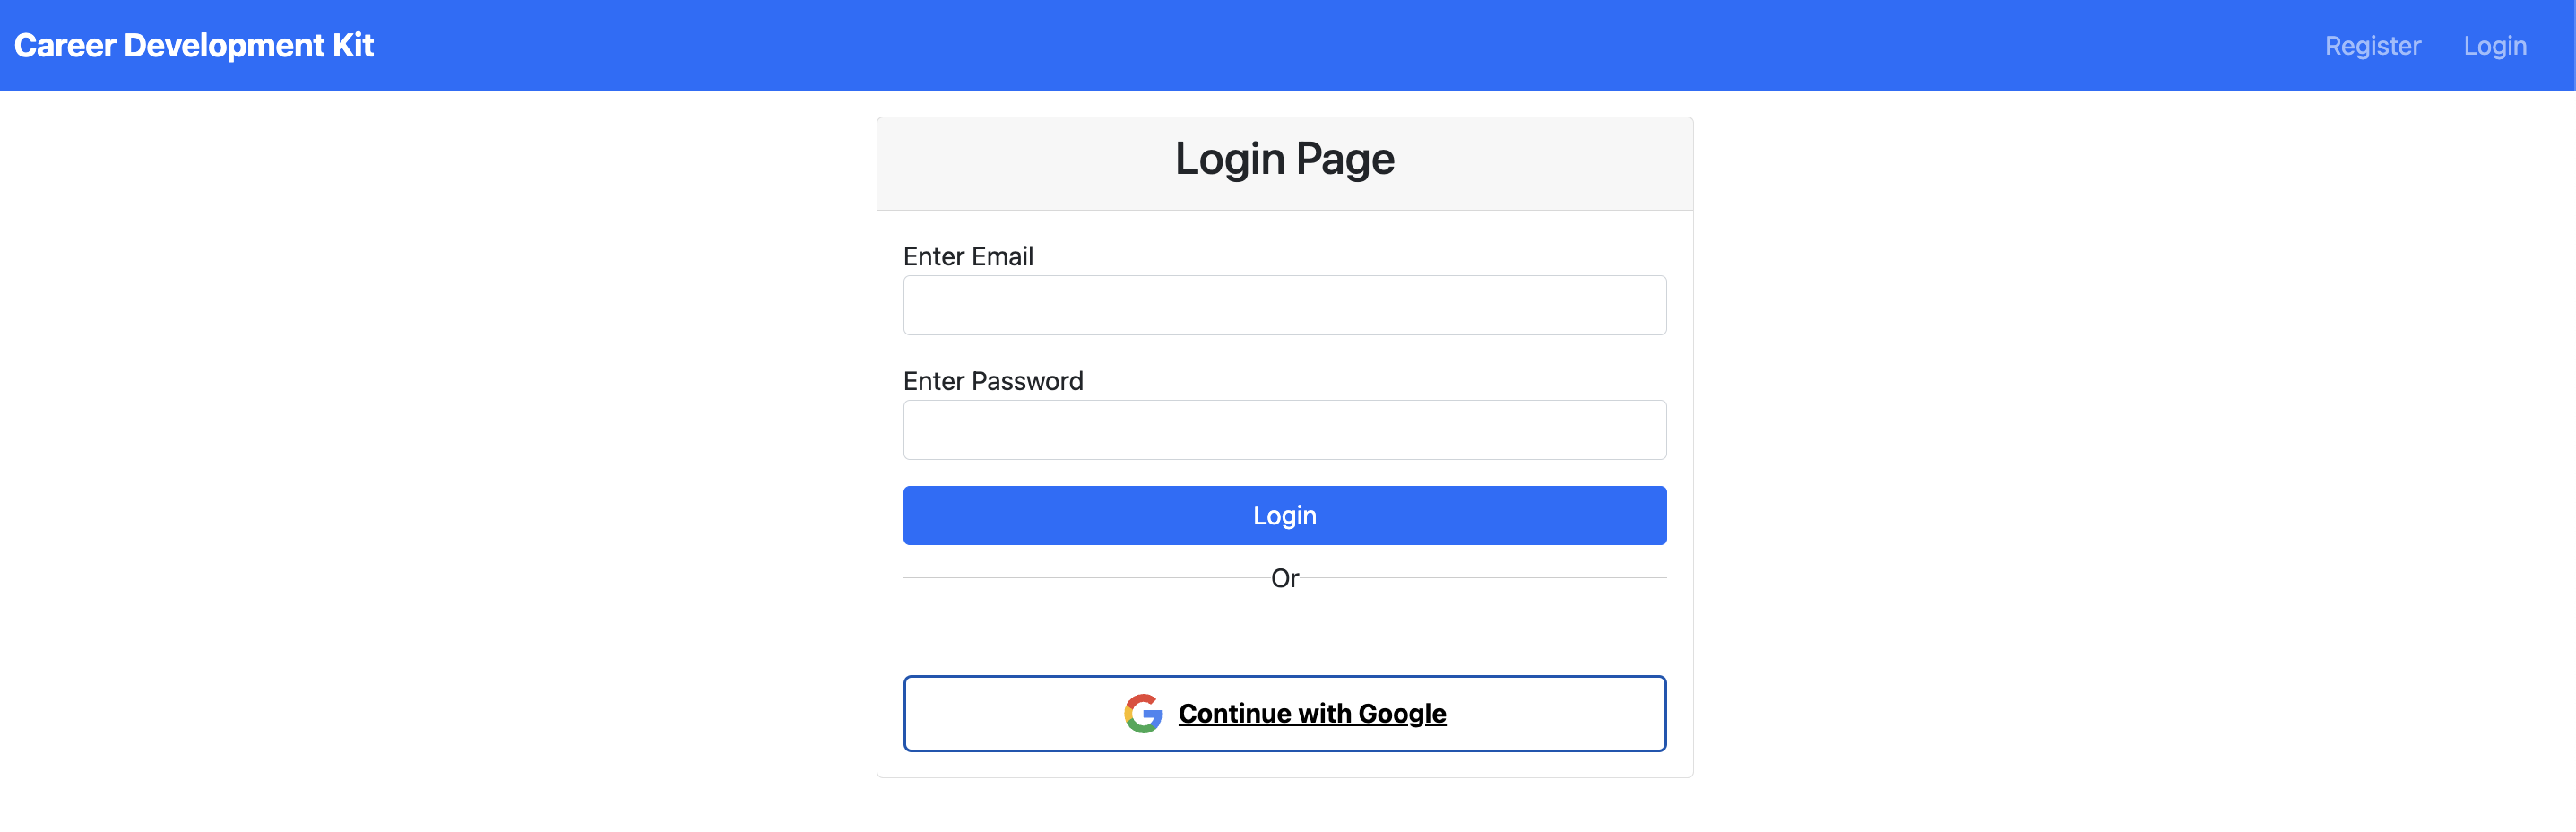 Career Development Kit
Register Login
Login Page
Enter Email
Enter Password
Login
Or
Continue with Google